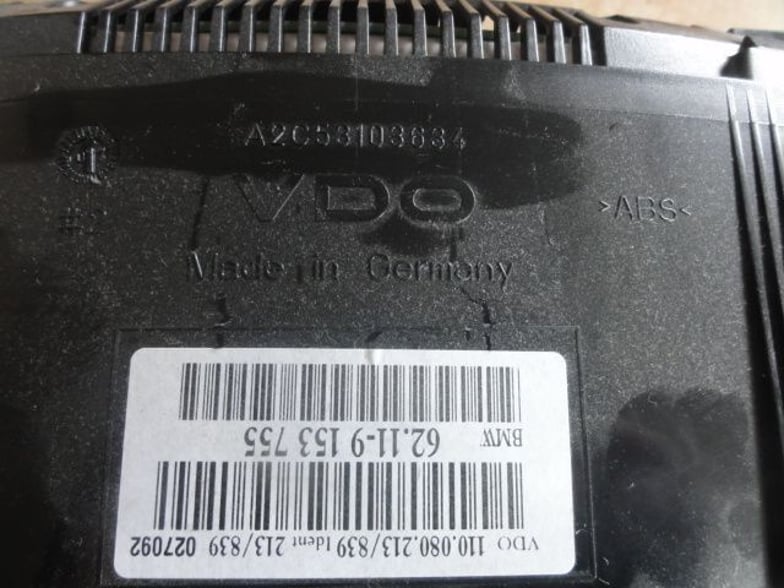 A2C53103634
VDO
#2
>ABS<
Made in Germany
VDO 110.080.213/839 Ident 213/839 027092
BMW 62.11-9 153 755